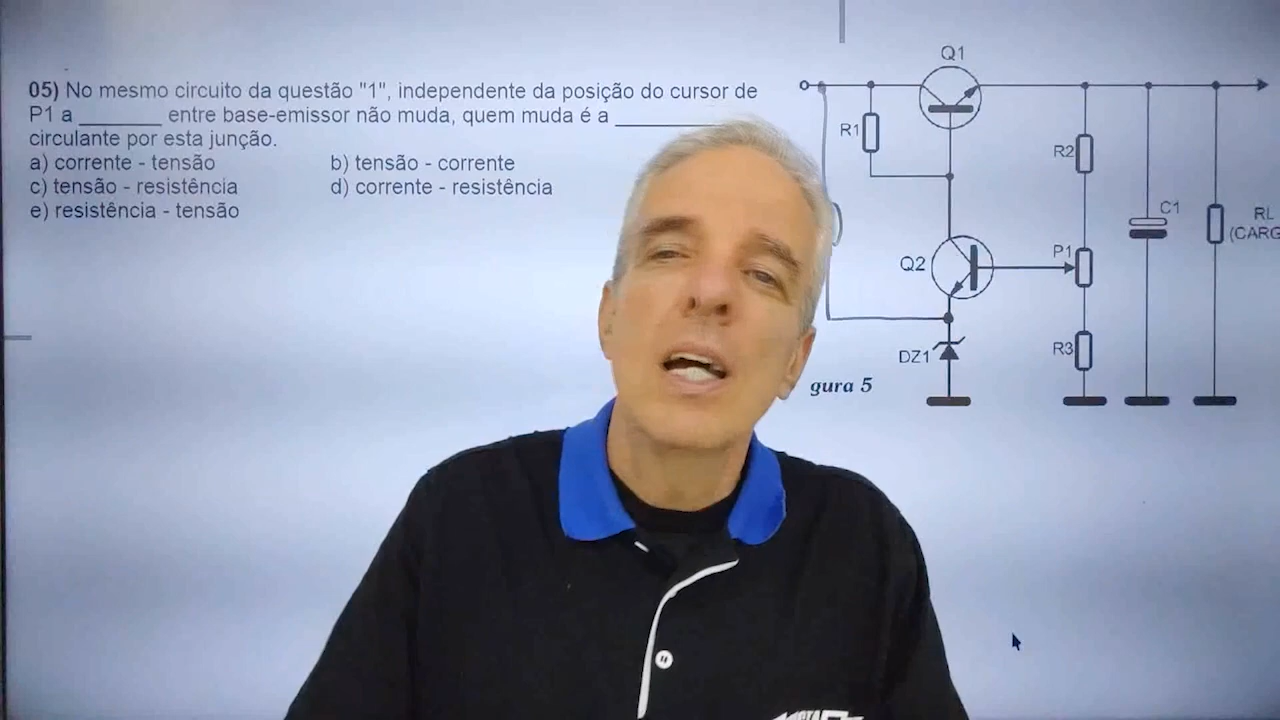 05) No mesmo circuito da questão "1", independente da posição do cursor de
P1 a ________ entre base-emissor não muda, quem muda é a
circulante por esta junção.
a) corrente - tensão b) tensão - corrente
c) tensão - resistência d) corrente - resistência
e) resistência - tensão
Q1
R1
R2
C1
RL
(CARG
Q2
P1
DZ1
R3
gura 5